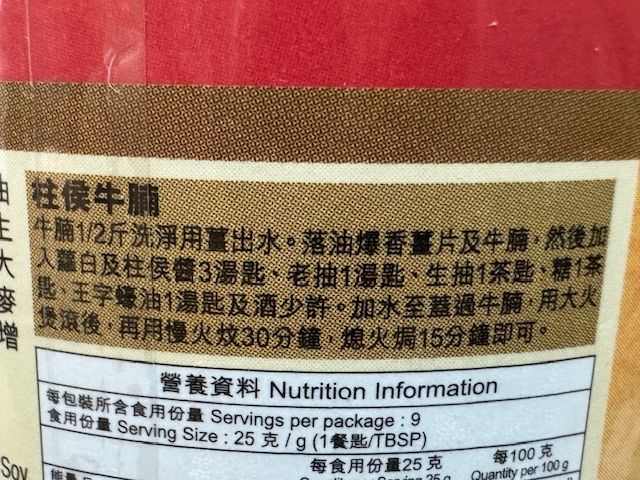 柱侯牛腩
牛腩1/2斤洗淨用薑出水。落油爆香薑片及牛腩，然後加
入蘿白及柱侯醬3湯匙、老抽1湯匙、生抽1茶匙、糖1茶
匙、王字蠔油1湯匙及酒少許。加水至蓋過牛腩，用大火
煲滾後，再用慢火炆30分鐘，熄火焗15分鐘即可。
由
主
大
麥
增
Soy
營養資料 Nutrition Information
每包裝所含食用份量 Servings per package : 9
食用份量 Serving Size : 25 克 / g (1餐匙/TBSP)
每食用份量25 克 每100 克
Quantity per 100 g